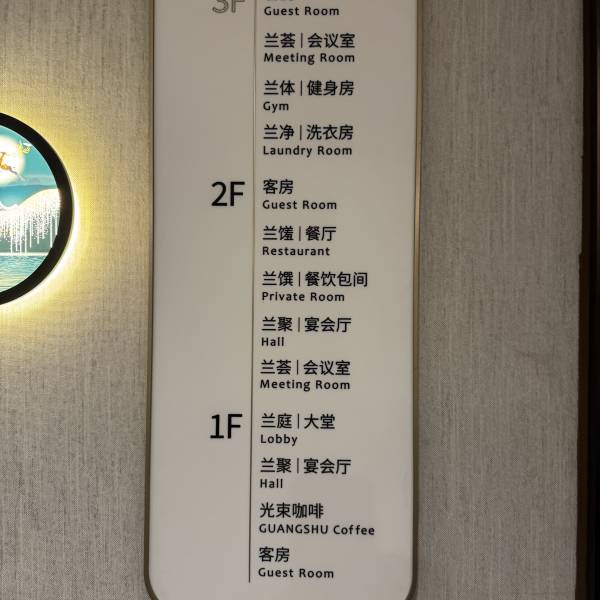 3F
Guest Room
兰荟|会议室
Meeting Room
兰体|健身房
Gym
兰净|洗衣房
Laundry Room
2F 客房
Guest Room
兰馐|餐厅
Restaurant
兰馔|餐饮包间
Private Room
兰聚|宴会厅
Hall
兰荟|会议室
Meeting Room
1F 兰庭|大堂
Lobby
兰聚|宴会厅
Hall
光束咖啡
GUANGSHU Coffee
客房
Guest Room